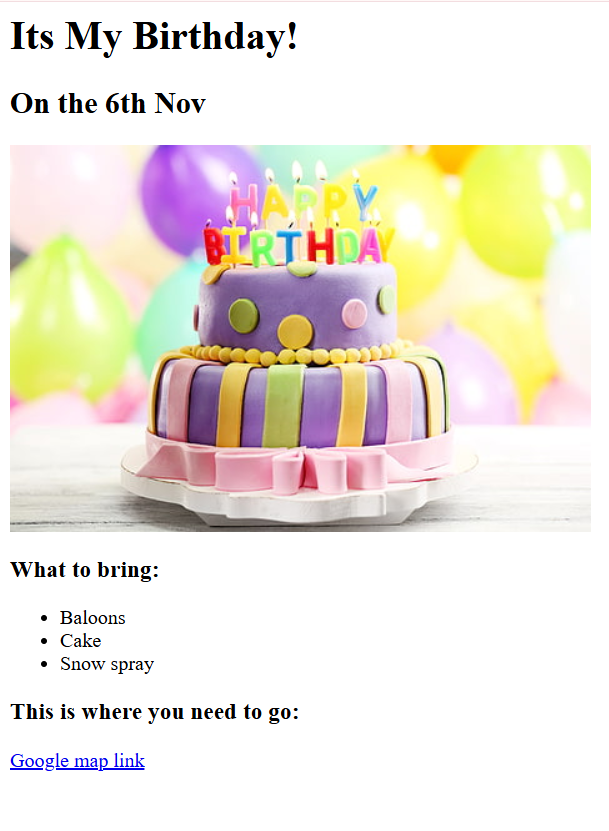 Its My Birthday!
On the 6th Nov
HAPPY
BIRTHDAY
What to bring:
Baloons
Cake
Snow spray
This is where you need to go:
Google map link